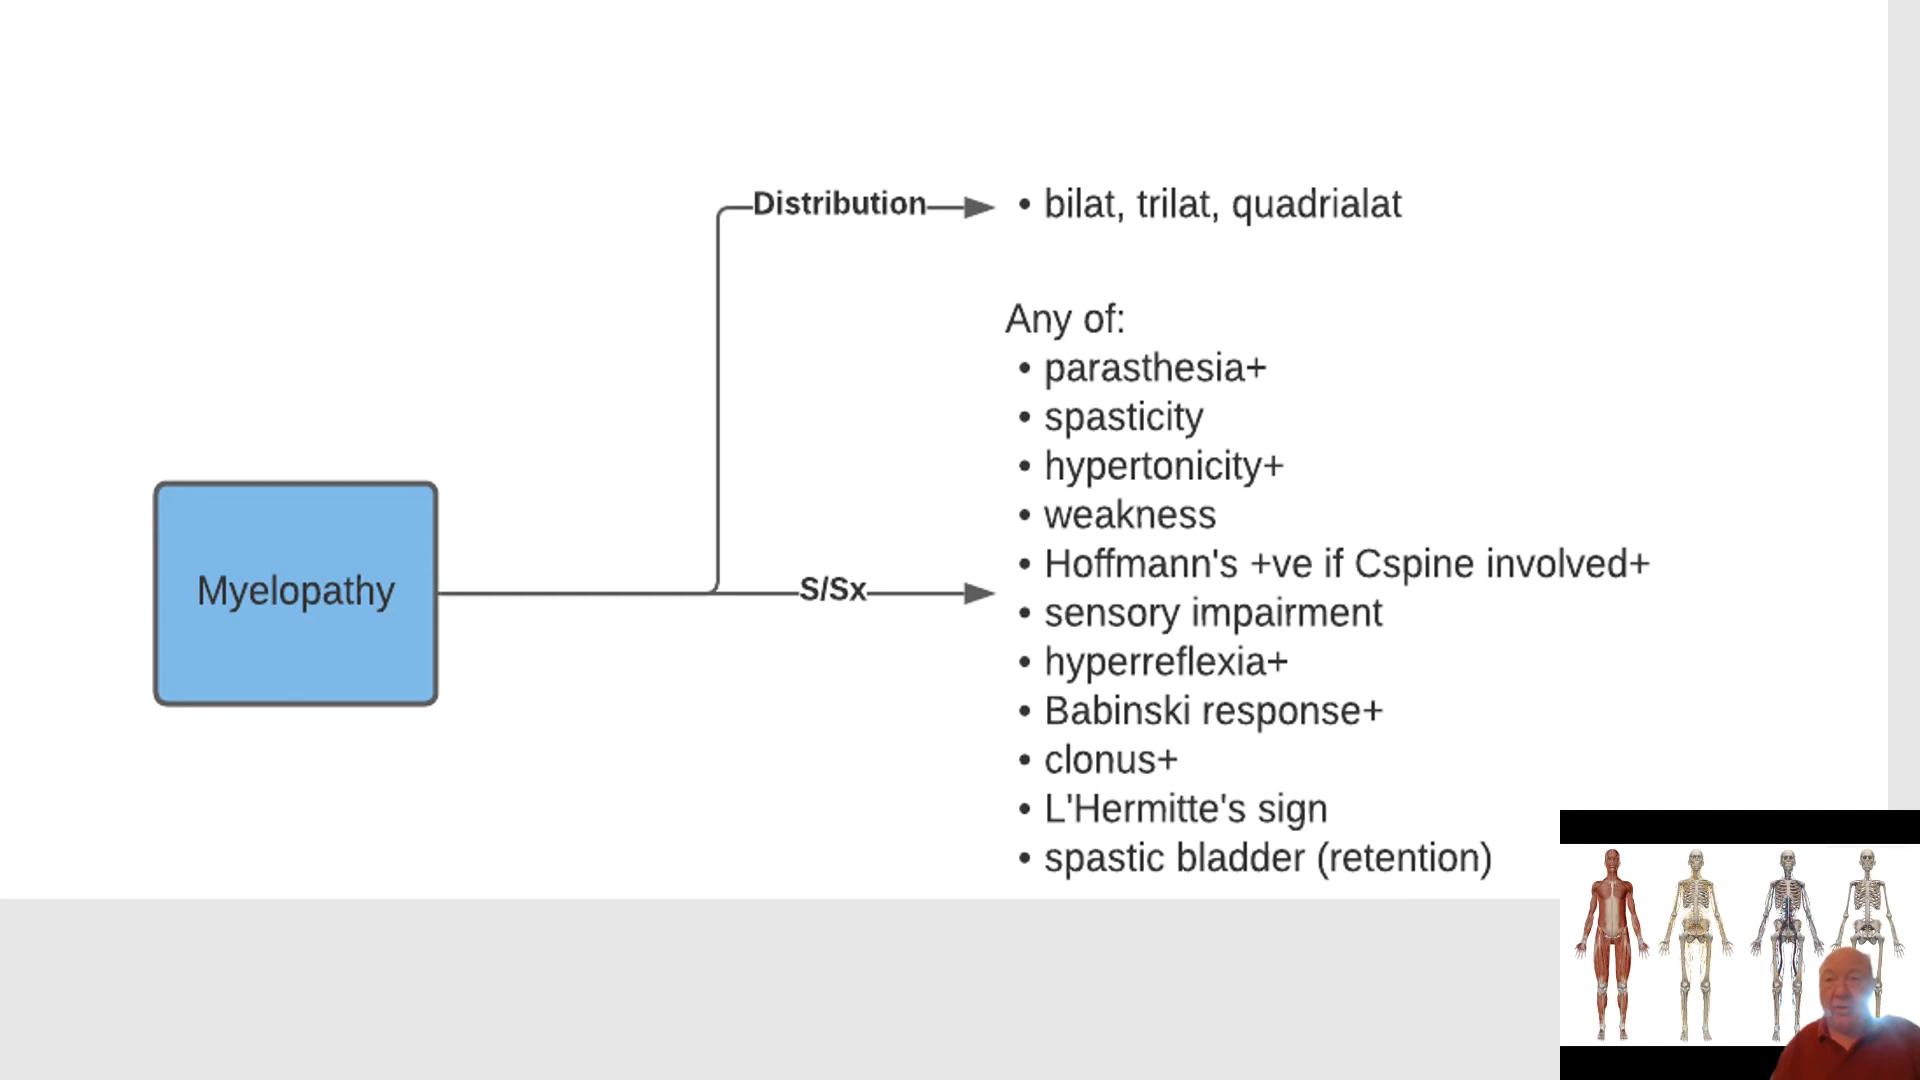 Distribution
• bilat, trilat, quadrialat
Any of:
• parasthesia+
• spasticity
• hypertonicity+
• weakness
• Hoffmann's +ve if Cspine involved+
• sensory impairment
• hyperreflexia+
• Babinski response+
• clonus+
• L'Hermitte's sign
• spastic bladder (retention)
Myelopathy
S/Sx